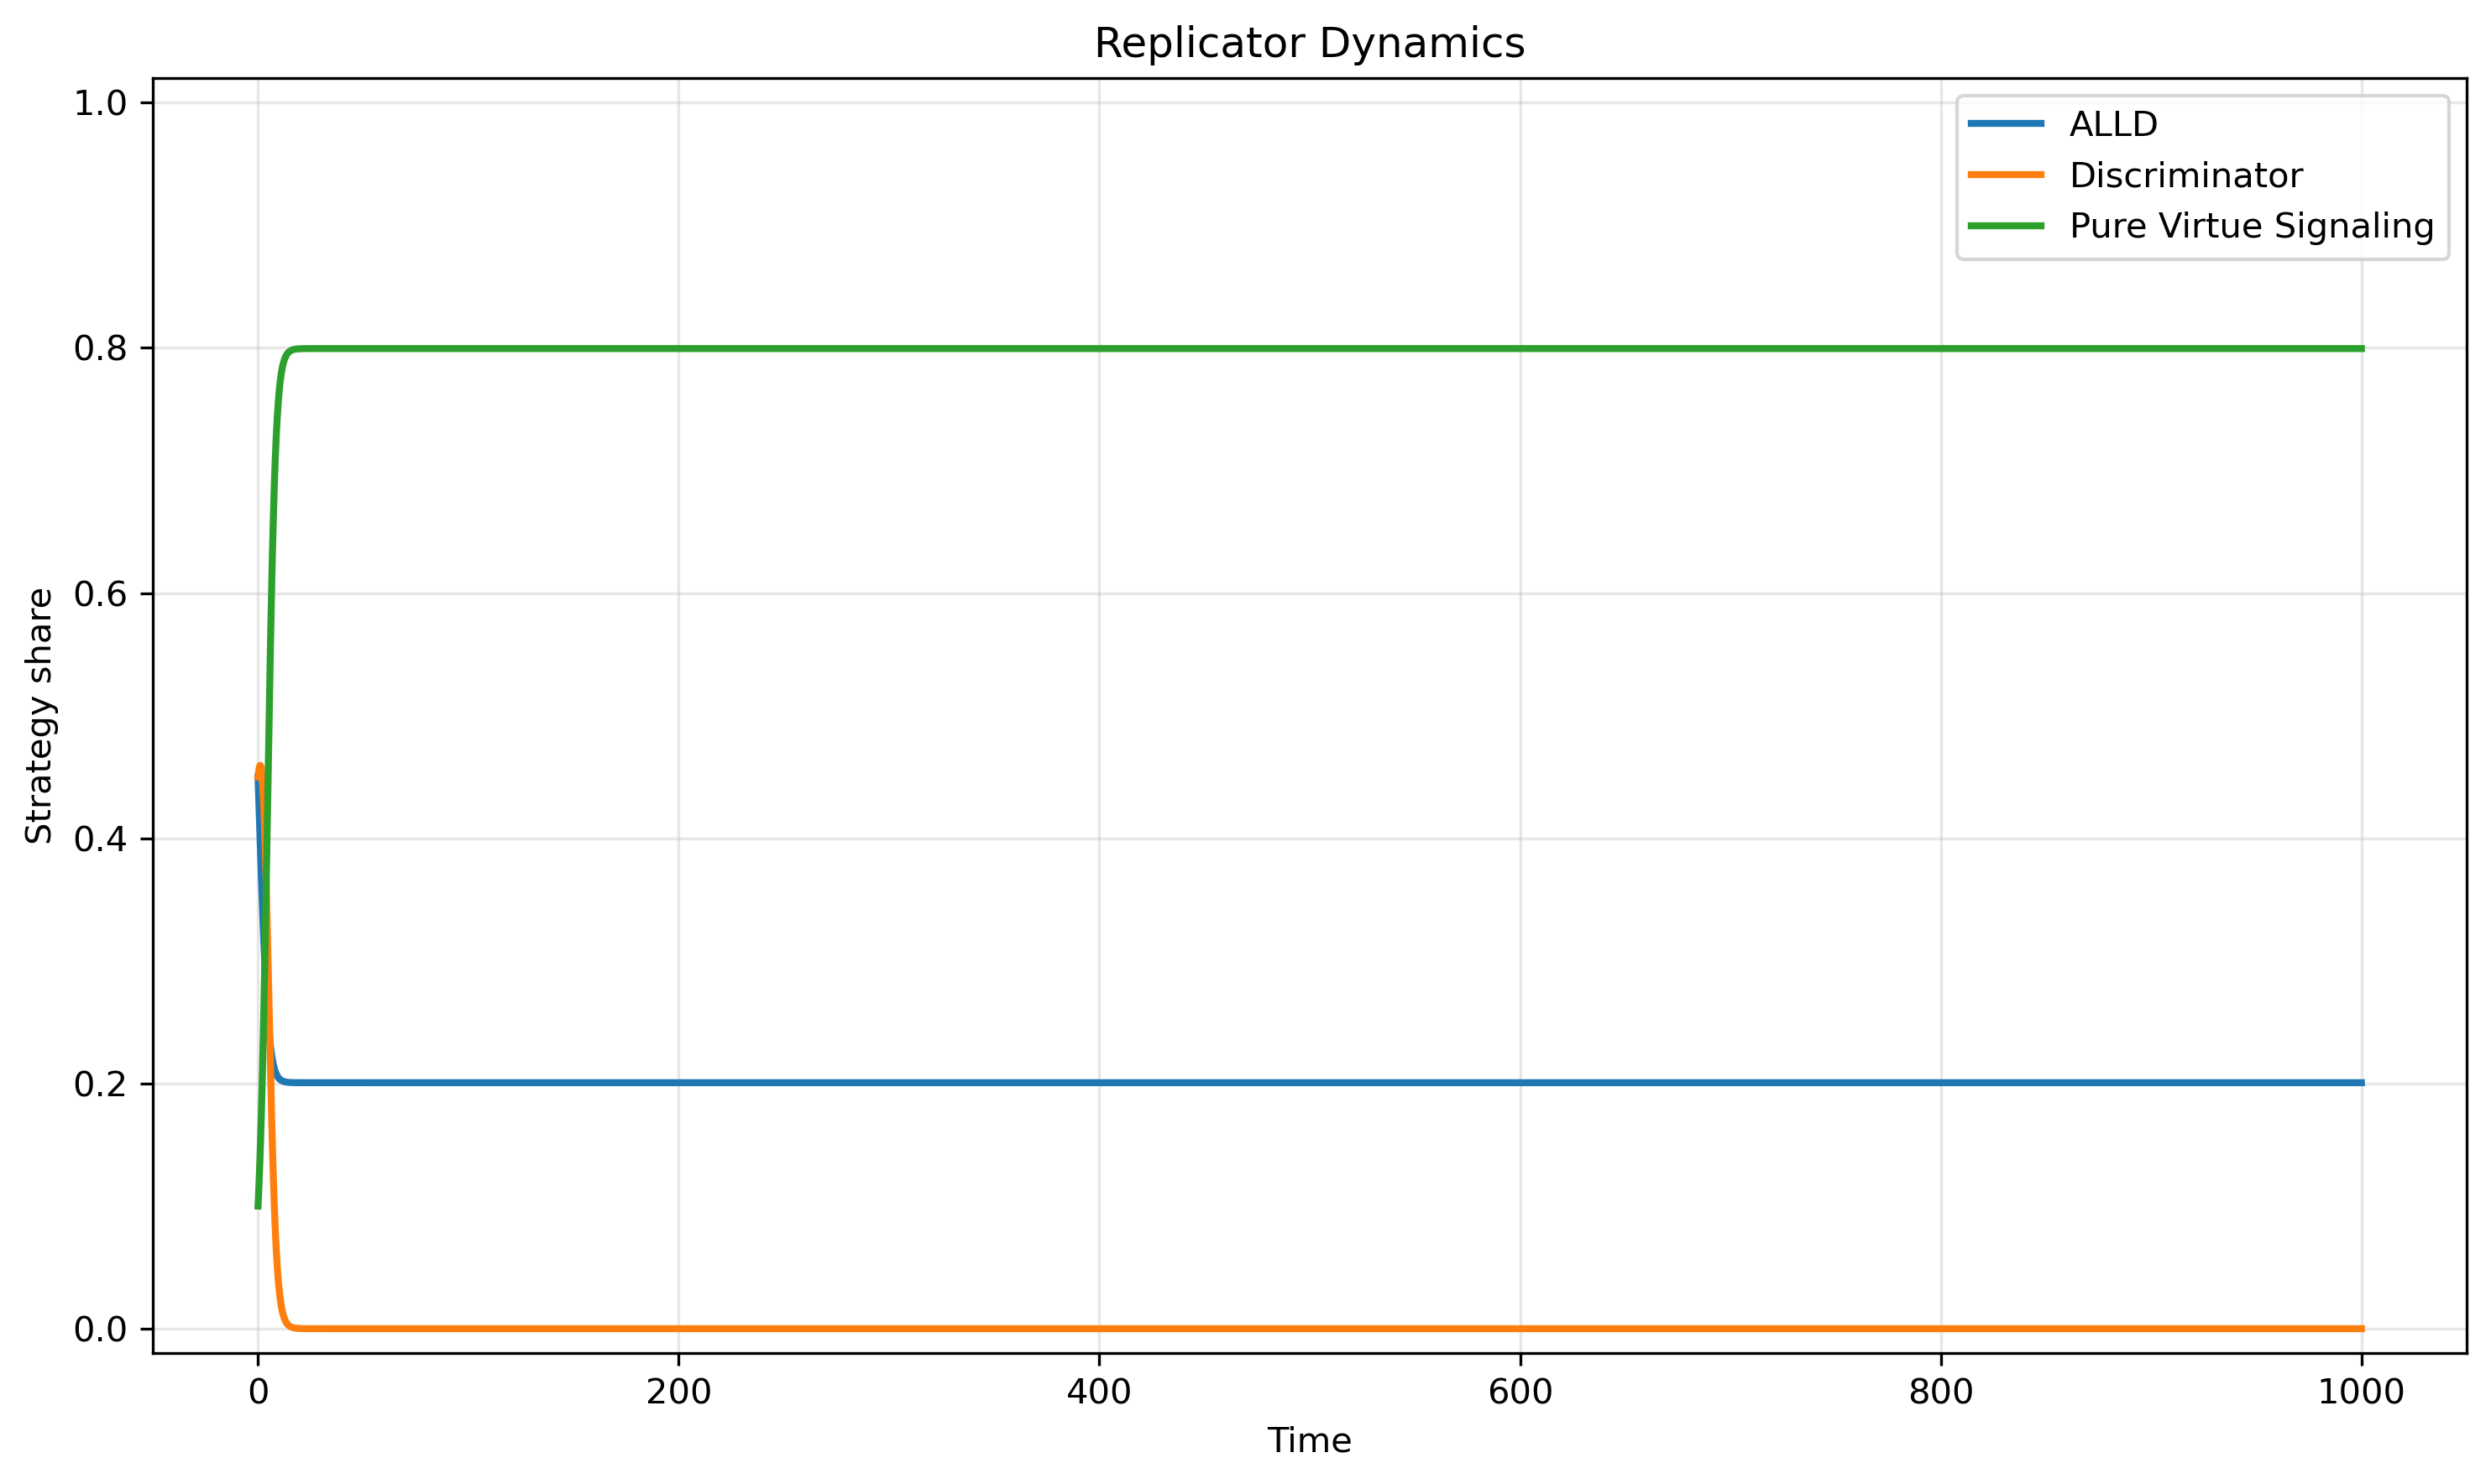 Replicator Dynamics
ALLD
Discriminator
Pure Virtue Signaling
Strategy share
1.0
0.8
0.6
0.4
0.2
0.0
0 200 400 600 800 1000
Time